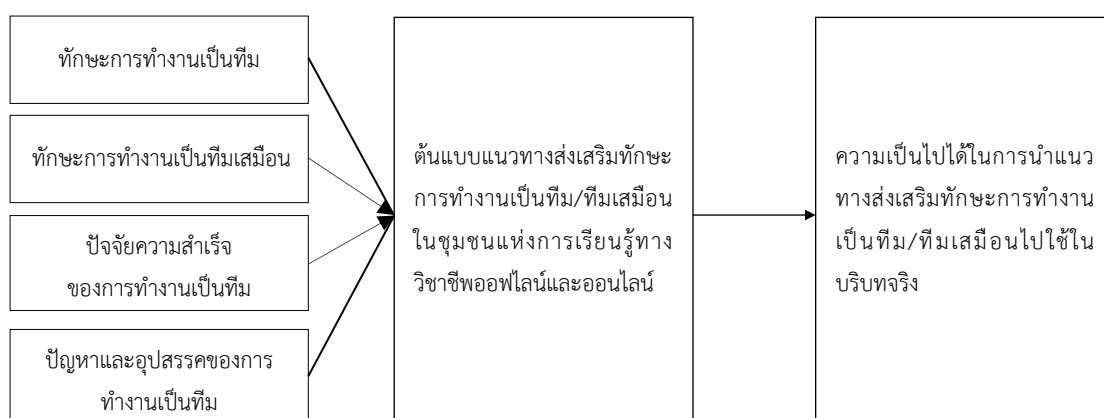 ทักษะการทำงานเป็นทีม
ทักษะการทำงานเป็นทีมเสมือน
ปัจจัยความสำเร็จ
ของการทำงานเป็นทีม
ปัญหาและอุปสรรคของการ
ทำงานเป็นทีม
ต้นแบบแนวทางส่งเสริมทักษะ
การทำงานเป็นทีม/ทีมเสมือน
ในชุมชนแห่งการเรียนรู้ทาง
วิชาชีพออฟไลน์และออนไลน์
ความเป็นไปได้ในการนำแนว
ทางส่งเสริมทักษะการทำงาน
เป็นทีม/ทีมเสมือนไปใช้ใน
บริบทจริง